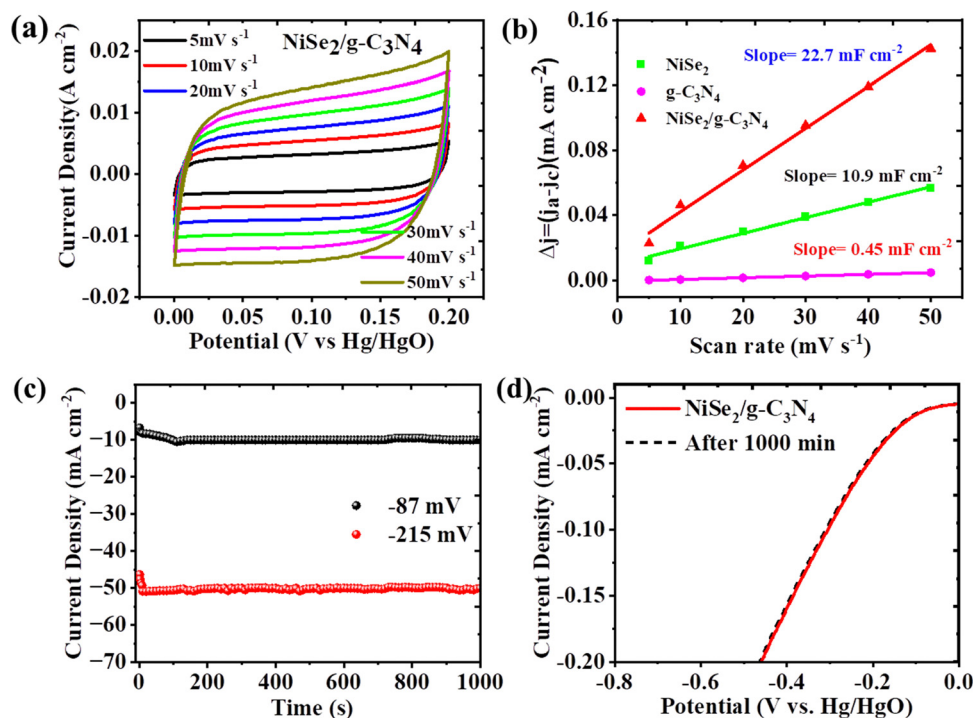 (a)
NiSe₂/g-C₃N₄
5mV s⁻¹
10mV s⁻¹
20mV s⁻¹
30mV s⁻¹
40mV s⁻¹
50mV s⁻¹
Current Density(A cm⁻²)
0.02
0.01
0.00
-0.01
-0.02
0.00 0.05 0.10 0.15 0.20
Potential (V vs Hg/HgO)
(b)
Slope= 22.7 mF cm⁻²
NiSe₂
g-C₃N₄
NiSe₂/g-C₃N₄
Slope= 10.9 mF cm⁻²
Slope= 0.45 mF cm⁻²
Δj=(ja-jc)(mA cm⁻²)
0.16
0.12
0.08
0.04
0.00
0 10 20 30 40 50
Scan rate (mV s⁻¹)
(c)
-87 mV
-215 mV
Current Density (mA cm⁻²)
0
−10
−20
−30
−40
−50
−60
−70
0 200 400 600 800 1000
Time (s)
(d)
NiSe₂/g-C₃N₄
After 1000 min
Current Density (mA cm⁻²)
0.00
-0.05
-0.10
-0.15
-0.20
-0.8 -0.6 -0.4 -0.2 0.0
Potential (V vs. Hg/HgO)